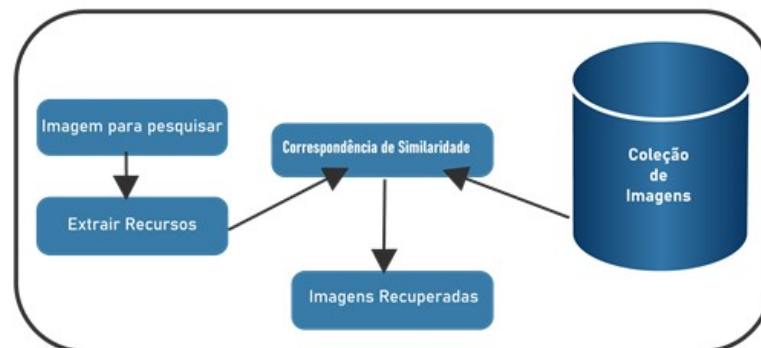 Imagem para pesquisar
Extrair Recursos
Correspondência de Similaridade
Imagens Recuperadas
Coleção
de
Imagens